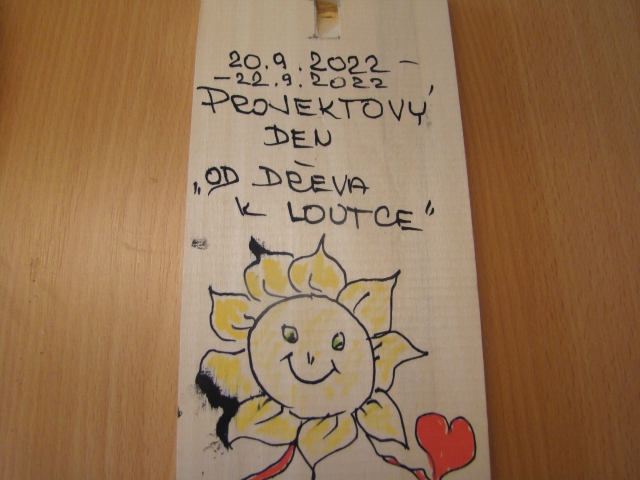 20.9.2022 -
-22.9.2022
PROJEKTOVÝ
DEN
"OD DŘEVA
K LOUTCE"